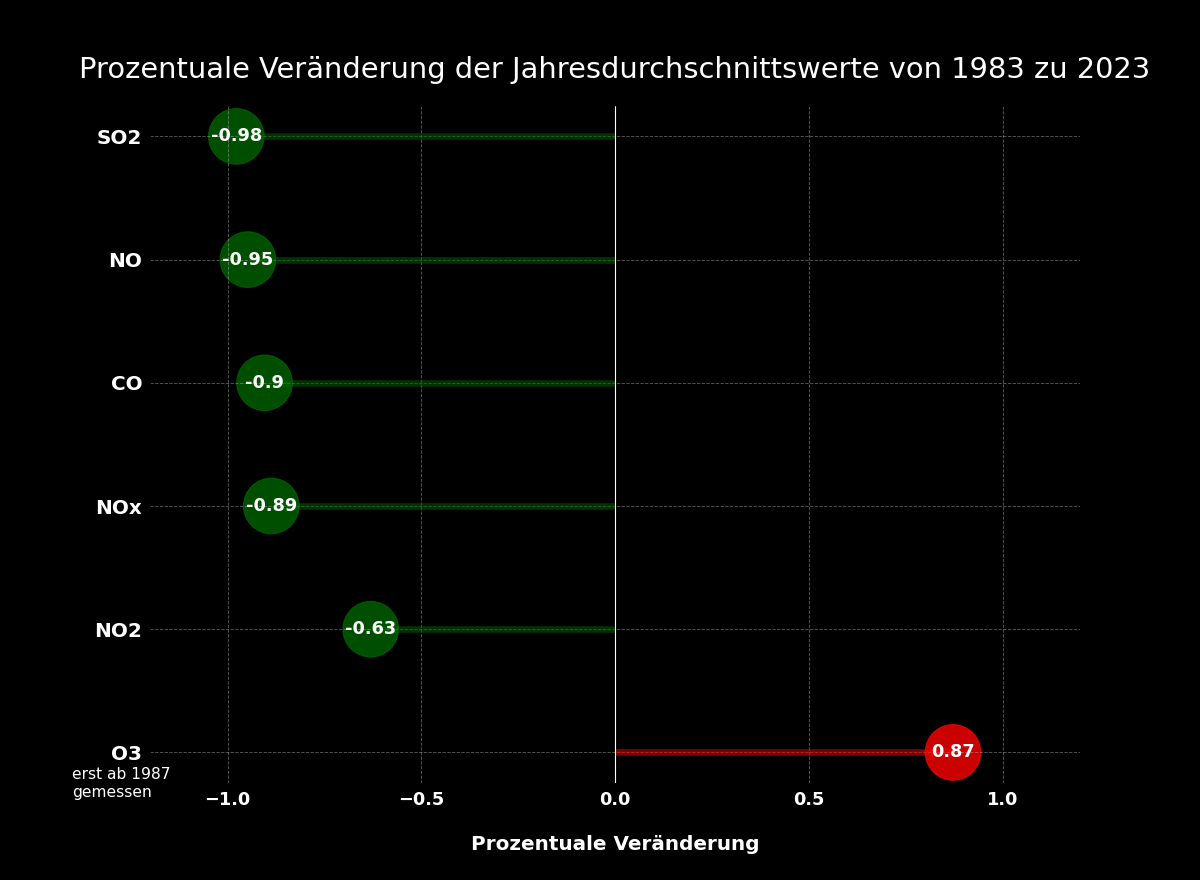 Prozentuale Veränderung der Jahresdurchschnittswerte von 1983 zu 2023
SO2
-0.98
NO
-0.95
CO
-0.9
NOx
-0.89
NO2
-0.63
O3
0.87
erst ab 1987
gemessen
−1.0
−0.5
0.0
0.5
1.0
Prozentuale Veränderung